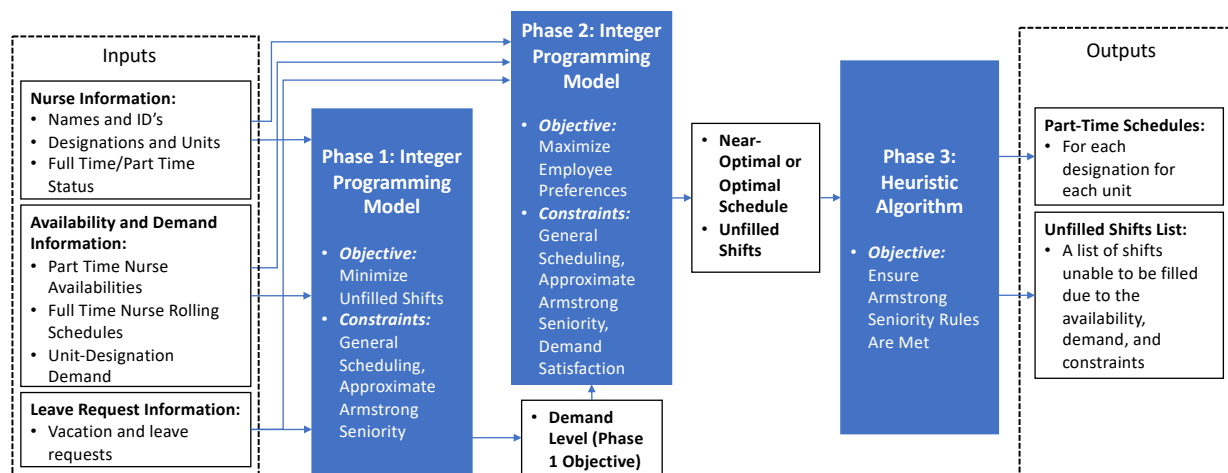 Inputs
Nurse Information:
• Names and ID's
• Designations and Units
• Full Time/Part Time
Status
Availability and Demand
Information:
• Part Time Nurse
Availabilities
• Full Time Nurse Rolling
Schedules
• Unit-Designation
Demand
Leave Request Information:
• Vacation and leave
requests
Phase 1: Integer
Programming
Model
• Objective:
Minimize
Unfilled Shifts
• Constraints:
General
Scheduling,
Approximate
Armstrong
Seniority
Phase 2: Integer
Programming
Model
• Objective:
Maximize
Employee
Preferences
• Constraints:
General
Scheduling,
Approximate
Armstrong
Seniority,
Demand
Satisfaction
• Demand
Level (Phase
1 Objective)
• Near-
Optimal or
Optimal
Schedule
• Unfilled
Shifts
Phase 3:
Heuristic
Algorithm
• Objective:
Ensure
Armstrong
Seniority Rules
Are Met
Outputs
Part-Time Schedules:
• For each
designation for
each unit
Unfilled Shifts List:
• A list of shifts
unable to be filled
due to the
availability,
demand, and
constraints